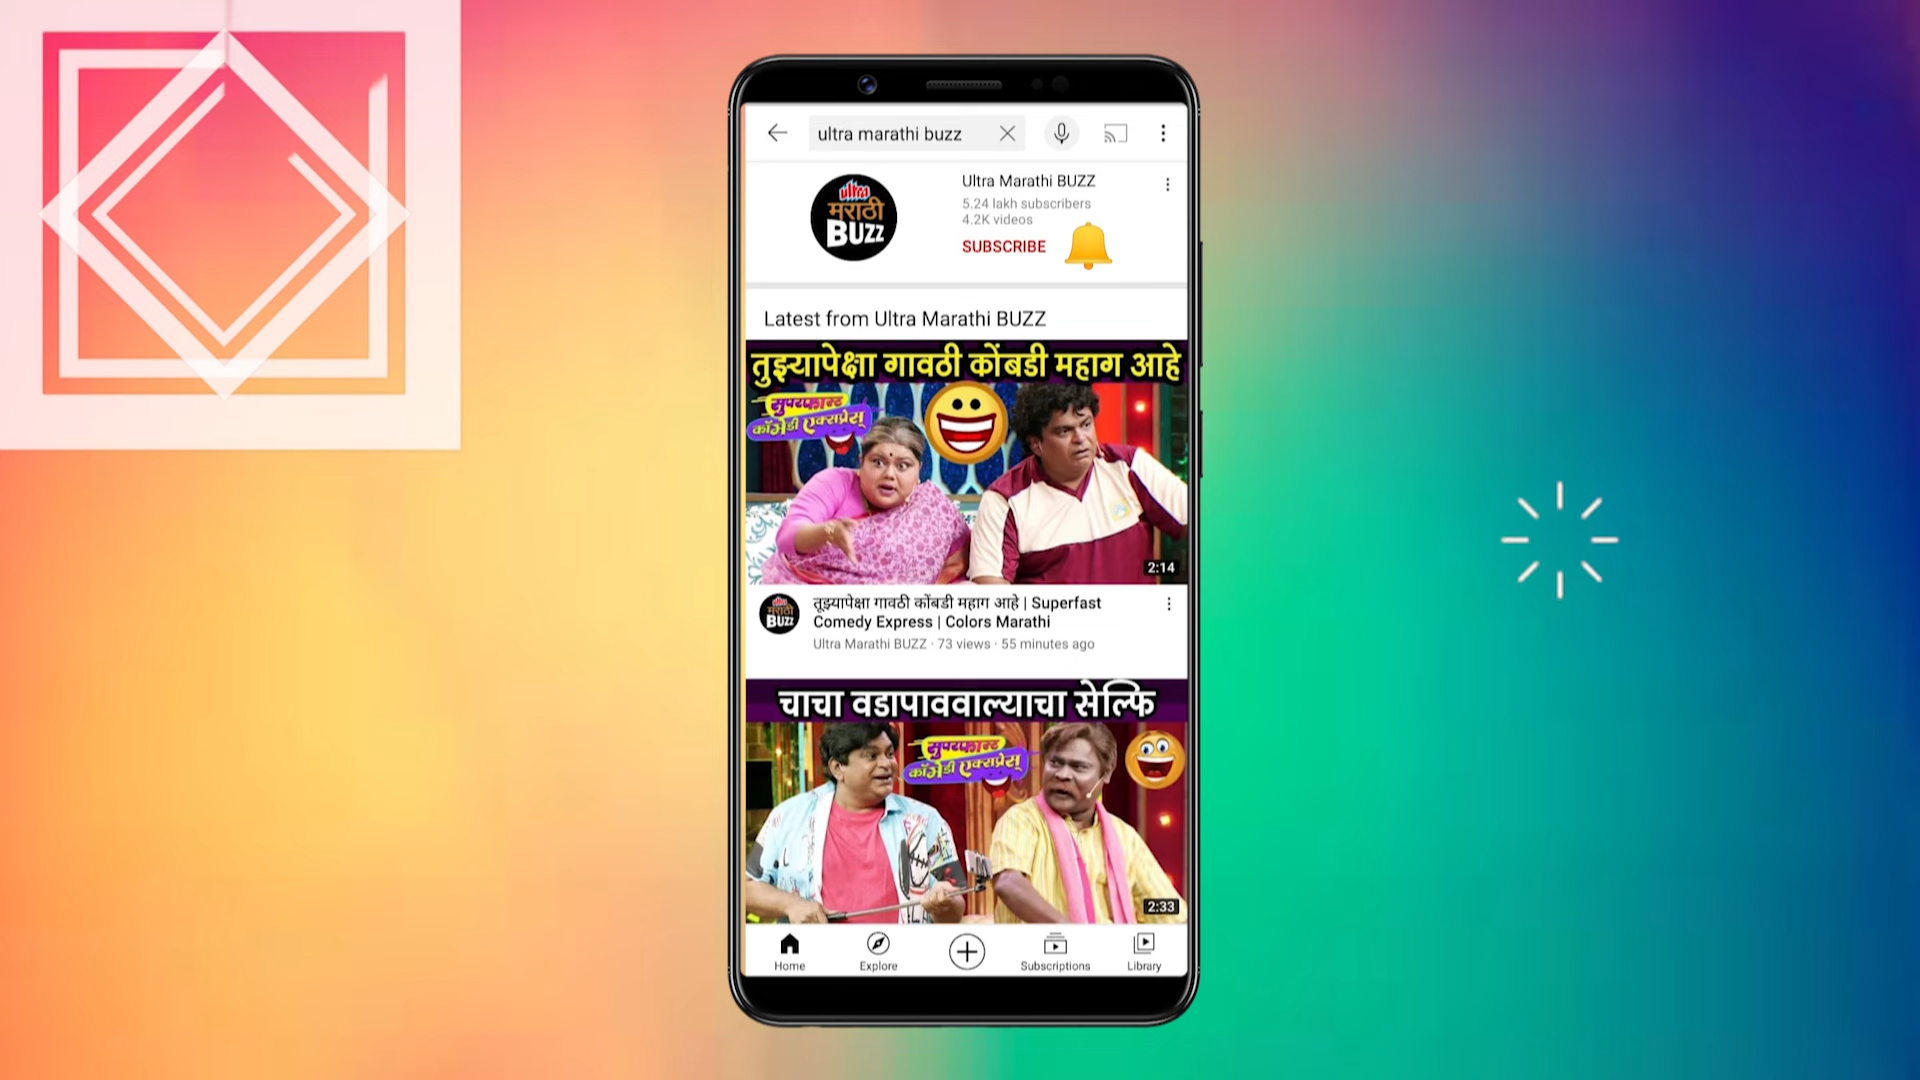 ultra marathi buzz
ultra
मराठी
BUZZ
Ultra Marathi BUZZ
5.24 lakh subscribers
4.2K videos
SUBSCRIBE
Latest from Ultra Marathi BUZZ
तुझ्यापेक्षा गावठी कोंबडी महाग आहे
सुपरफास्ट
कॉमेडी एक्सप्रेस्
2:14
ultra
मराठी
BUZZ
तूझ्यापेक्षा गावठी कोंबडी महाग आहे | Superfast
Comedy Express | Colors Marathi
Ultra Marathi BUZZ · 73 views · 55 minutes ago
चाचा वडापाववाल्याचा सेल्फि
सुपरफास्ट
कॉमेडी एक्सप्रेस्
2:33
Home
Explore
Subscriptions
Library